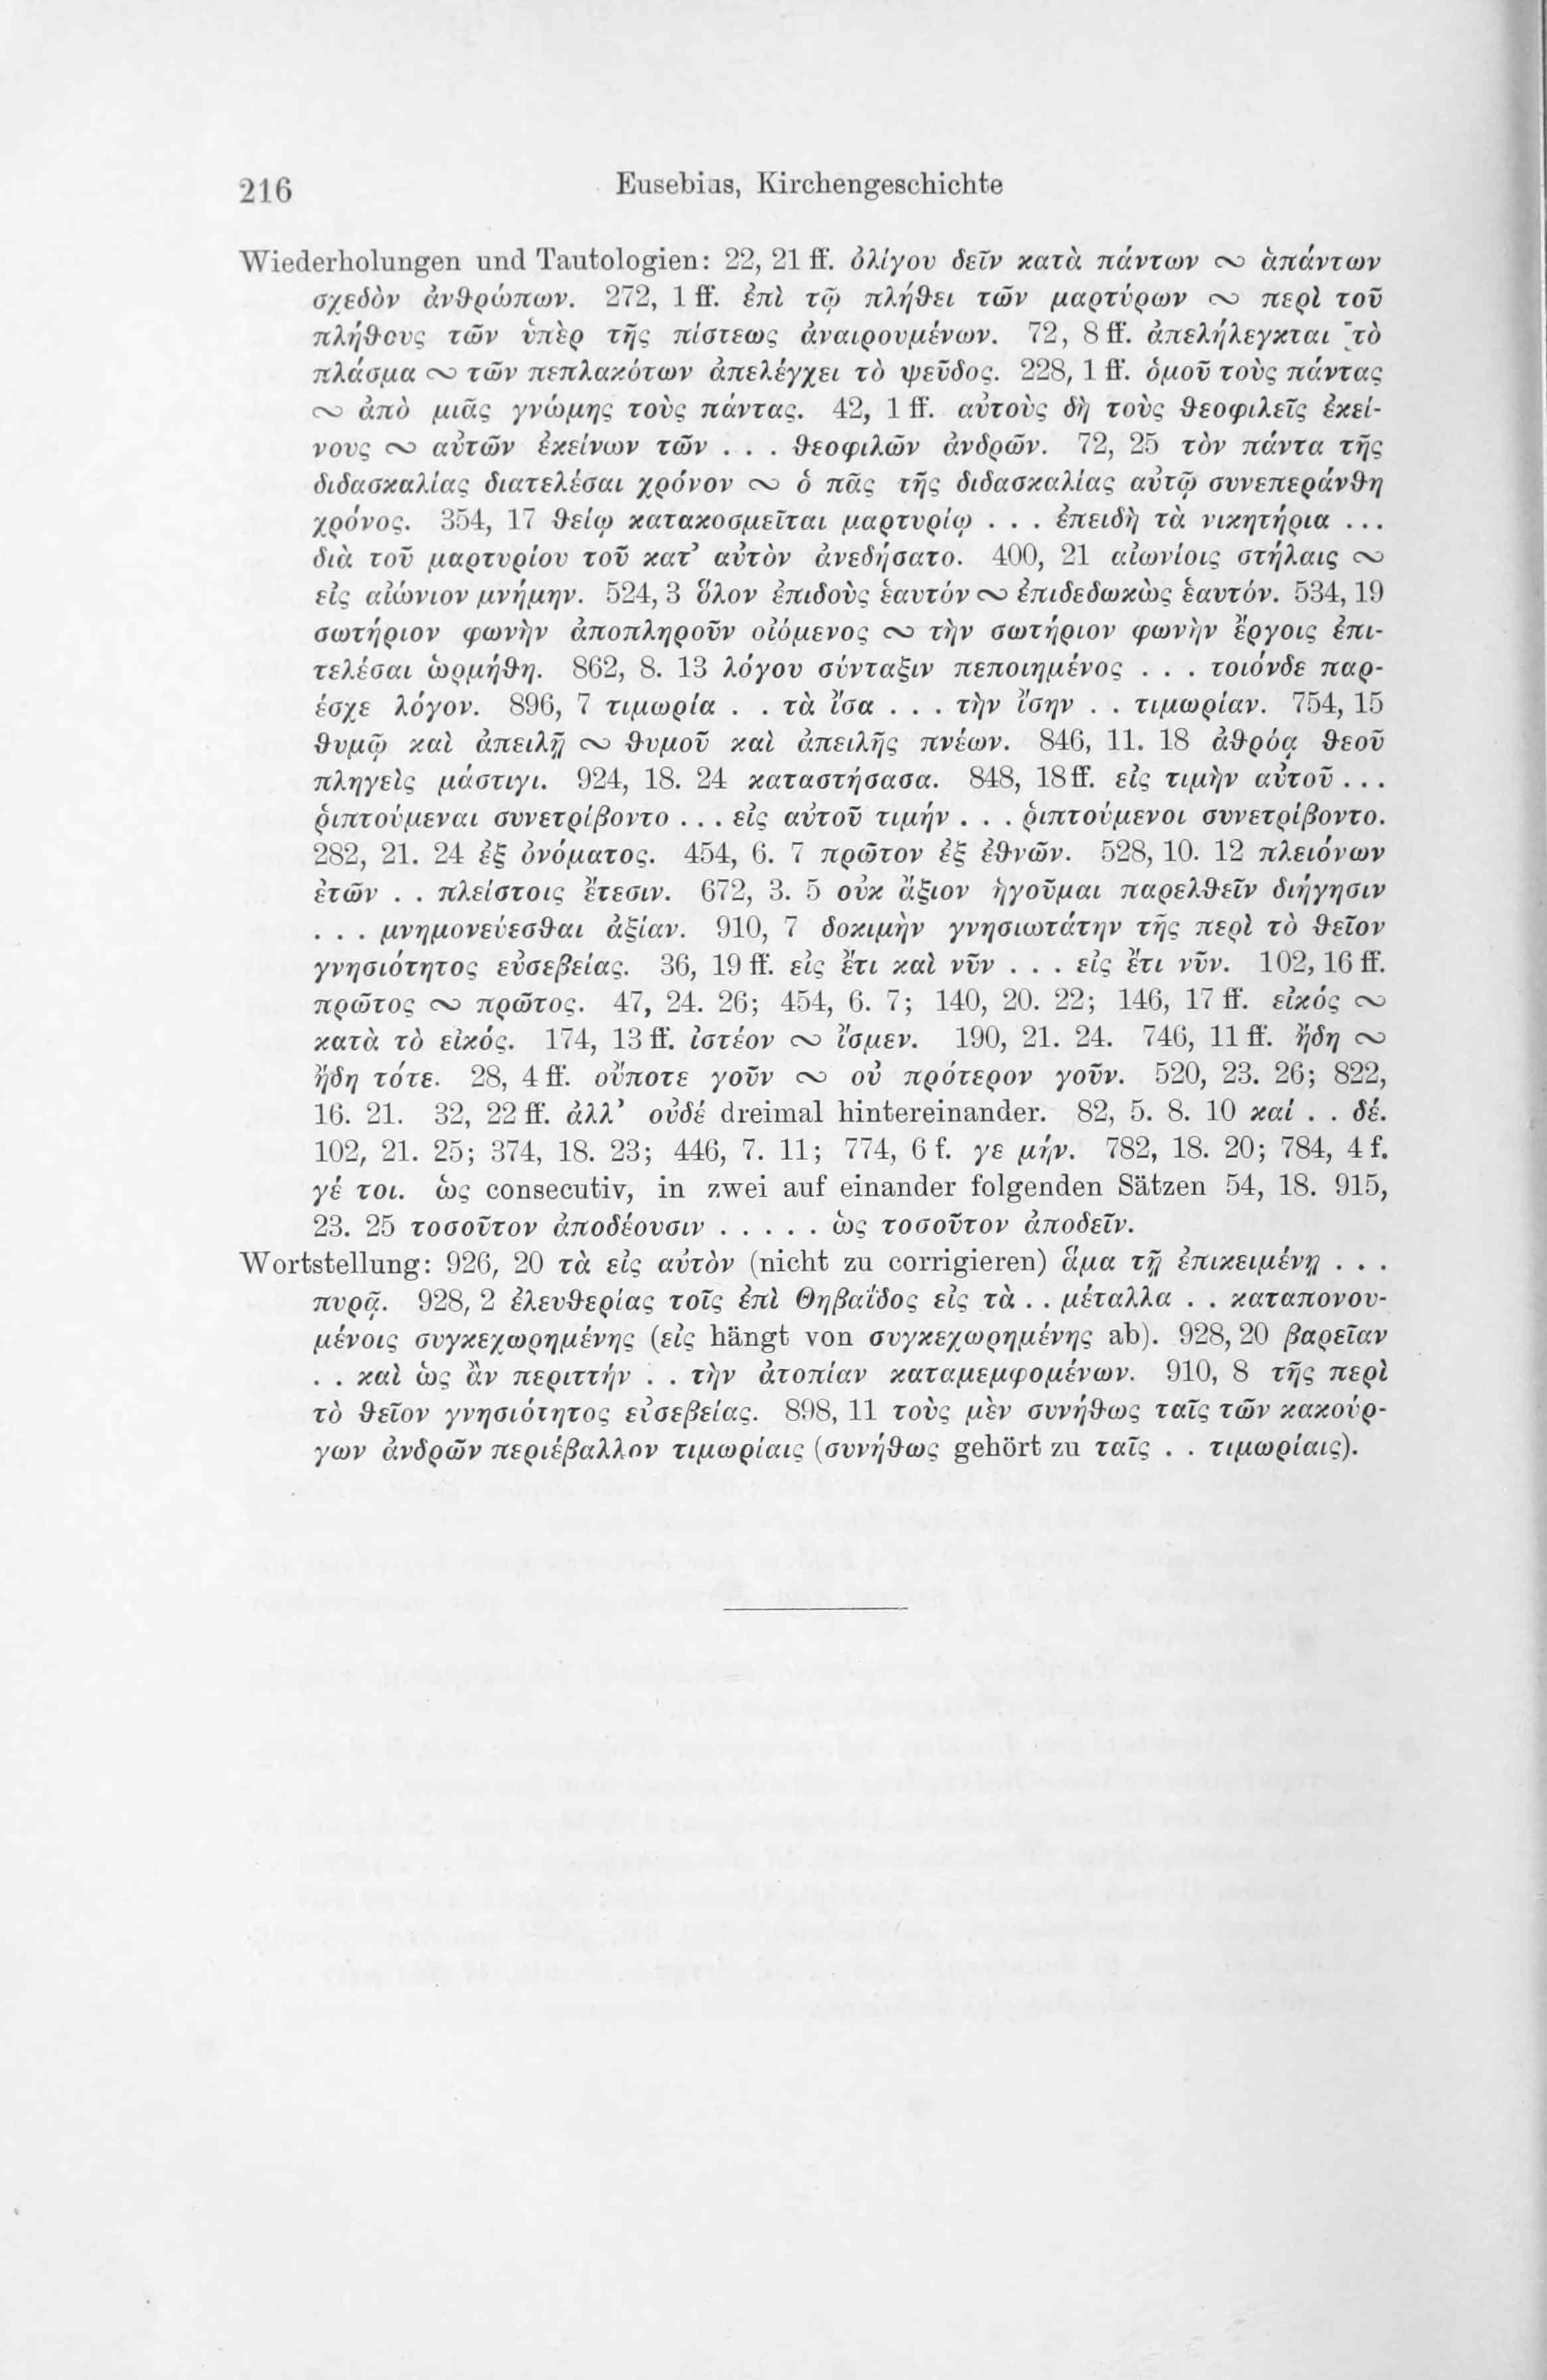 216
Eusebius, Kirchengeschichte
Wiederholungen und Tautologien: 22, 21 ff. ὀλίγου δεῖν κατὰ πάντων ∾ ἁπάντων
σχεδὸν ἀνθρώπων. 272, 1 ff. ἐπὶ τῷ πλήθει τῶν μαρτύρων ∾ περὶ τοῦ
πλήθους τῶν ὑπὲρ τῆς πίστεως ἀναιρουμένων. 72, 8 ff. ἀπελήλεγκται τὸ
πλάσμα ∾ τῶν πεπλακότων ἀπελέγχει τὸ ψεῦδος. 228, 1 ff. ὁμοῦ τοὺς πάντας
∾ ἀπὸ μιᾶς γνώμης τοὺς πάντας. 42, 1 ff. αὐτοὺς δὴ τοὺς θεοφιλεῖς ἐκεί-
νους ∾ αὐτῶν ἐκείνων τῶν . . . θεοφιλῶν ἀνδρῶν. 72, 25 τὸν πάντα τῆς
διδασκαλίας διατελέσαι χρόνον ∾ ὁ πᾶς τῆς διδασκαλίας αὐτῷ συνεπεράνθη
χρόνος. 354, 17 θείῳ κατακοσμεῖται μαρτυρίῳ . . . ἐπειδὴ τὰ νικητήρια ...
διὰ τοῦ μαρτυρίου τοῦ κατ’ αὐτὸν ἀνεδήσατο. 400, 21 αἰωνίοις στήλαις ∾
εἰς αἰώνιον μνήμην. 524, 3 ὅλον ἐπιδοὺς ἑαυτόν ∾ ἐπιδεδωκὼς ἑαυτόν. 534, 19
σωτήριον φωνὴν ἀποπληροῦν οἰόμενος ∾ τὴν σωτήριον φωνὴν ἔργοις ἐπι-
τελέσαι ὡρμήθη. 862, 8. 13 λόγου σύνταξιν πεποιημένος . . . τοιόνδε παρ-
έσχε λόγον. 896, 7 τιμωρία . . τὰ ἴσα . . . τὴν ἴσην . . τιμωρίαν. 754, 15
θυμῷ καὶ ἀπειλῇ ∾ θυμοῦ καὶ ἀπειλῆς πνέων. 846, 11. 18 ἀθρόᾳ θεοῦ
πληγεὶς μάστιγι. 924, 18. 24 καταστήσασα. 848, 18 ff. εἰς τιμὴν αὐτοῦ ...
ῥιπτούμεναι συνετρίβοντο ... εἰς αὐτοῦ τιμήν . . . ῥιπτούμενοι συνετρίβοντο.
282, 21. 24 ἐξ ὀνόματος. 454, 6. 7 πρῶτον ἐξ ἐθνῶν. 528, 10. 12 πλειόνων
ἐτῶν . . πλείστοις ἔτεσιν. 672, 3. 5 οὐκ ἄξιον ἡγοῦμαι παρελθεῖν διήγησιν
. . . μνημονεύεσθαι ἀξίαν. 910, 7 δοκιμὴν γνησιωτάτην τῆς περὶ τὸ θεῖον
γνησιότητος εὐσεβείας. 36, 19 ff. εἰς ἔτι καὶ νῦν . . . εἰς ἔτι νῦν. 102, 16 ff.
πρῶτος ∾ πρῶτος. 47, 24. 26; 454, 6. 7; 140, 20. 22; 146, 17 ff. εἰκός ∾
κατὰ τὸ εἰκός. 174, 13 ff. ἰστέον ∾ ἴσμεν. 190, 21. 24. 746, 11 ff. ἤδη ∾
ἤδη τότε. 28, 4 ff. οὔποτε γοῦν ∾ οὐ πρότερον γοῦν. 520, 23. 26; 822,
16. 21. 32, 22 ff. ἀλλ’ οὐδέ dreimal hintereinander. 82, 5. 8. 10 καί . . δέ.
102, 21. 25; 374, 18. 23; 446, 7. 11; 774, 6 f. γε μήν. 782, 18. 20; 784, 4 f.
γέ τοι. ὡς consecutiv, in zwei auf einander folgenden Sätzen 54, 18. 915,
23. 25 τοσοῦτον ἀποδέουσιν . . . . . ὡς τοσοῦτον ἀποδεῖν.
Wortstellung: 926, 20 τὰ εἰς αὐτὸν (nicht zu corrigieren) ἅμα τῇ ἐπικειμένῃ . . .
πυρᾷ. 928, 2 ἐλευθερίας τοῖς ἐπὶ Θηβαΐδος εἰς τὰ . . μέταλλα . . καταπονου-
μένοις συγκεχωρημένης (εἰς hängt von συγκεχωρημένης ab). 928, 20 βαρεῖαν
. . καὶ ὡς ἂν περιττήν . . τὴν ἀτοπίαν καταμεμφομένων. 910, 8 τῆς περὶ
τὸ θεῖον γνησιότητος εὐσεβείας. 898, 11 τοὺς μὲν συνήθως ταῖς τῶν κακούρ-
γων ἀνδρῶν περιέβαλλον τιμωρίαις (συνήθως gehört zu ταῖς . . τιμωρίαις).